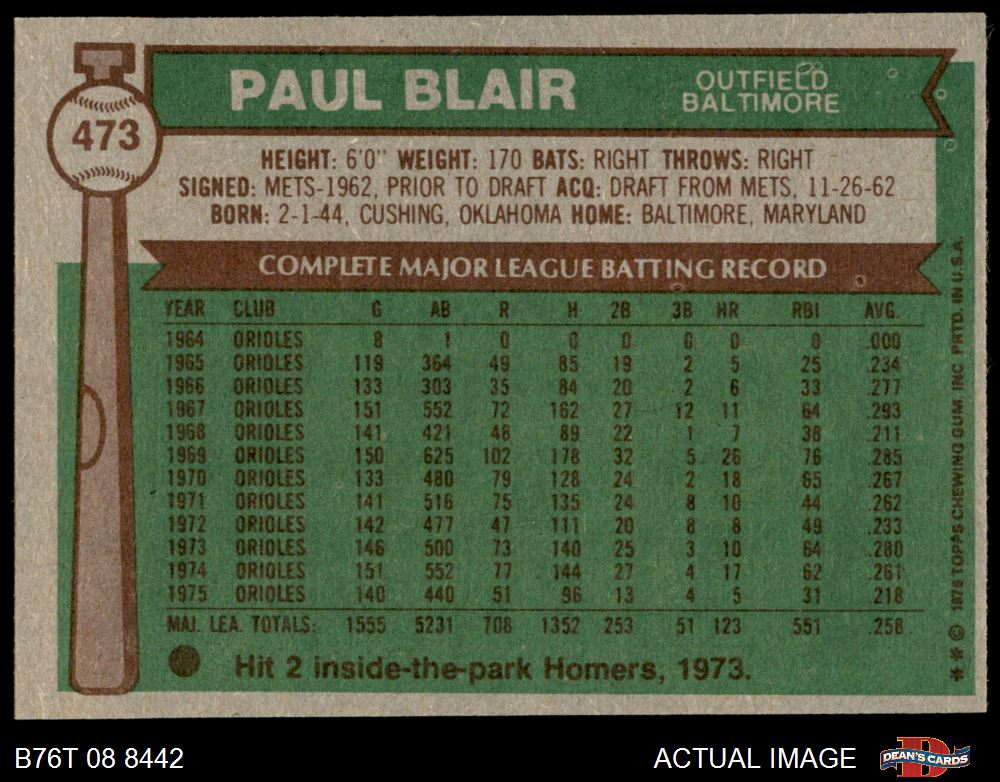 473
PAUL BLAIR
OUTFIELD
BALTIMORE
HEIGHT: 6'0" WEIGHT: 170 BATS: RIGHT THROWS: RIGHT
SIGNED: METS-1962, PRIOR TO DRAFT ACQ: DRAFT FROM METS, 11-26-62
BORN: 2-1-44, CUSHING, OKLAHOMA HOME: BALTIMORE, MARYLAND
COMPLETE MAJOR LEAGUE BATTING RECORD
YEAR CLUB G AB R H 2B 3B HR RBI AVG.
1964 ORIOLES 8 1 0 0 0 0 0 0 .000
1965 ORIOLES 119 364 49 85 19 2 5 25 .234
1966 ORIOLES 133 303 35 84 20 2 6 33 .277
1967 ORIOLES 151 552 72 162 27 12 11 64 .293
1968 ORIOLES 141 421 48 89 22 1 7 38 .211
1969 ORIOLES 150 625 102 178 32 5 26 76 .285
1970 ORIOLES 133 480 79 128 24 2 18 65 .267
1971 ORIOLES 141 516 75 135 24 8 10 44 .262
1972 ORIOLES 142 477 47 111 20 8 8 49 .233
1973 ORIOLES 146 500 73 140 25 3 10 64 .280
1974 ORIOLES 151 552 77 144 27 4 17 62 .261
1975 ORIOLES 140 440 51 96 13 4 5 31 .218
MAJ. LEA. TOTALS: 1555 5231 708 1352 253 51 123 551 .258
Hit 2 inside-the-park Homers, 1973.
** © 1976 TOPPS CHEWING GUM, INC PRTD. IN U.S.A.
B76T 08 8442
ACTUAL IMAGE
DEAN'S CARDS